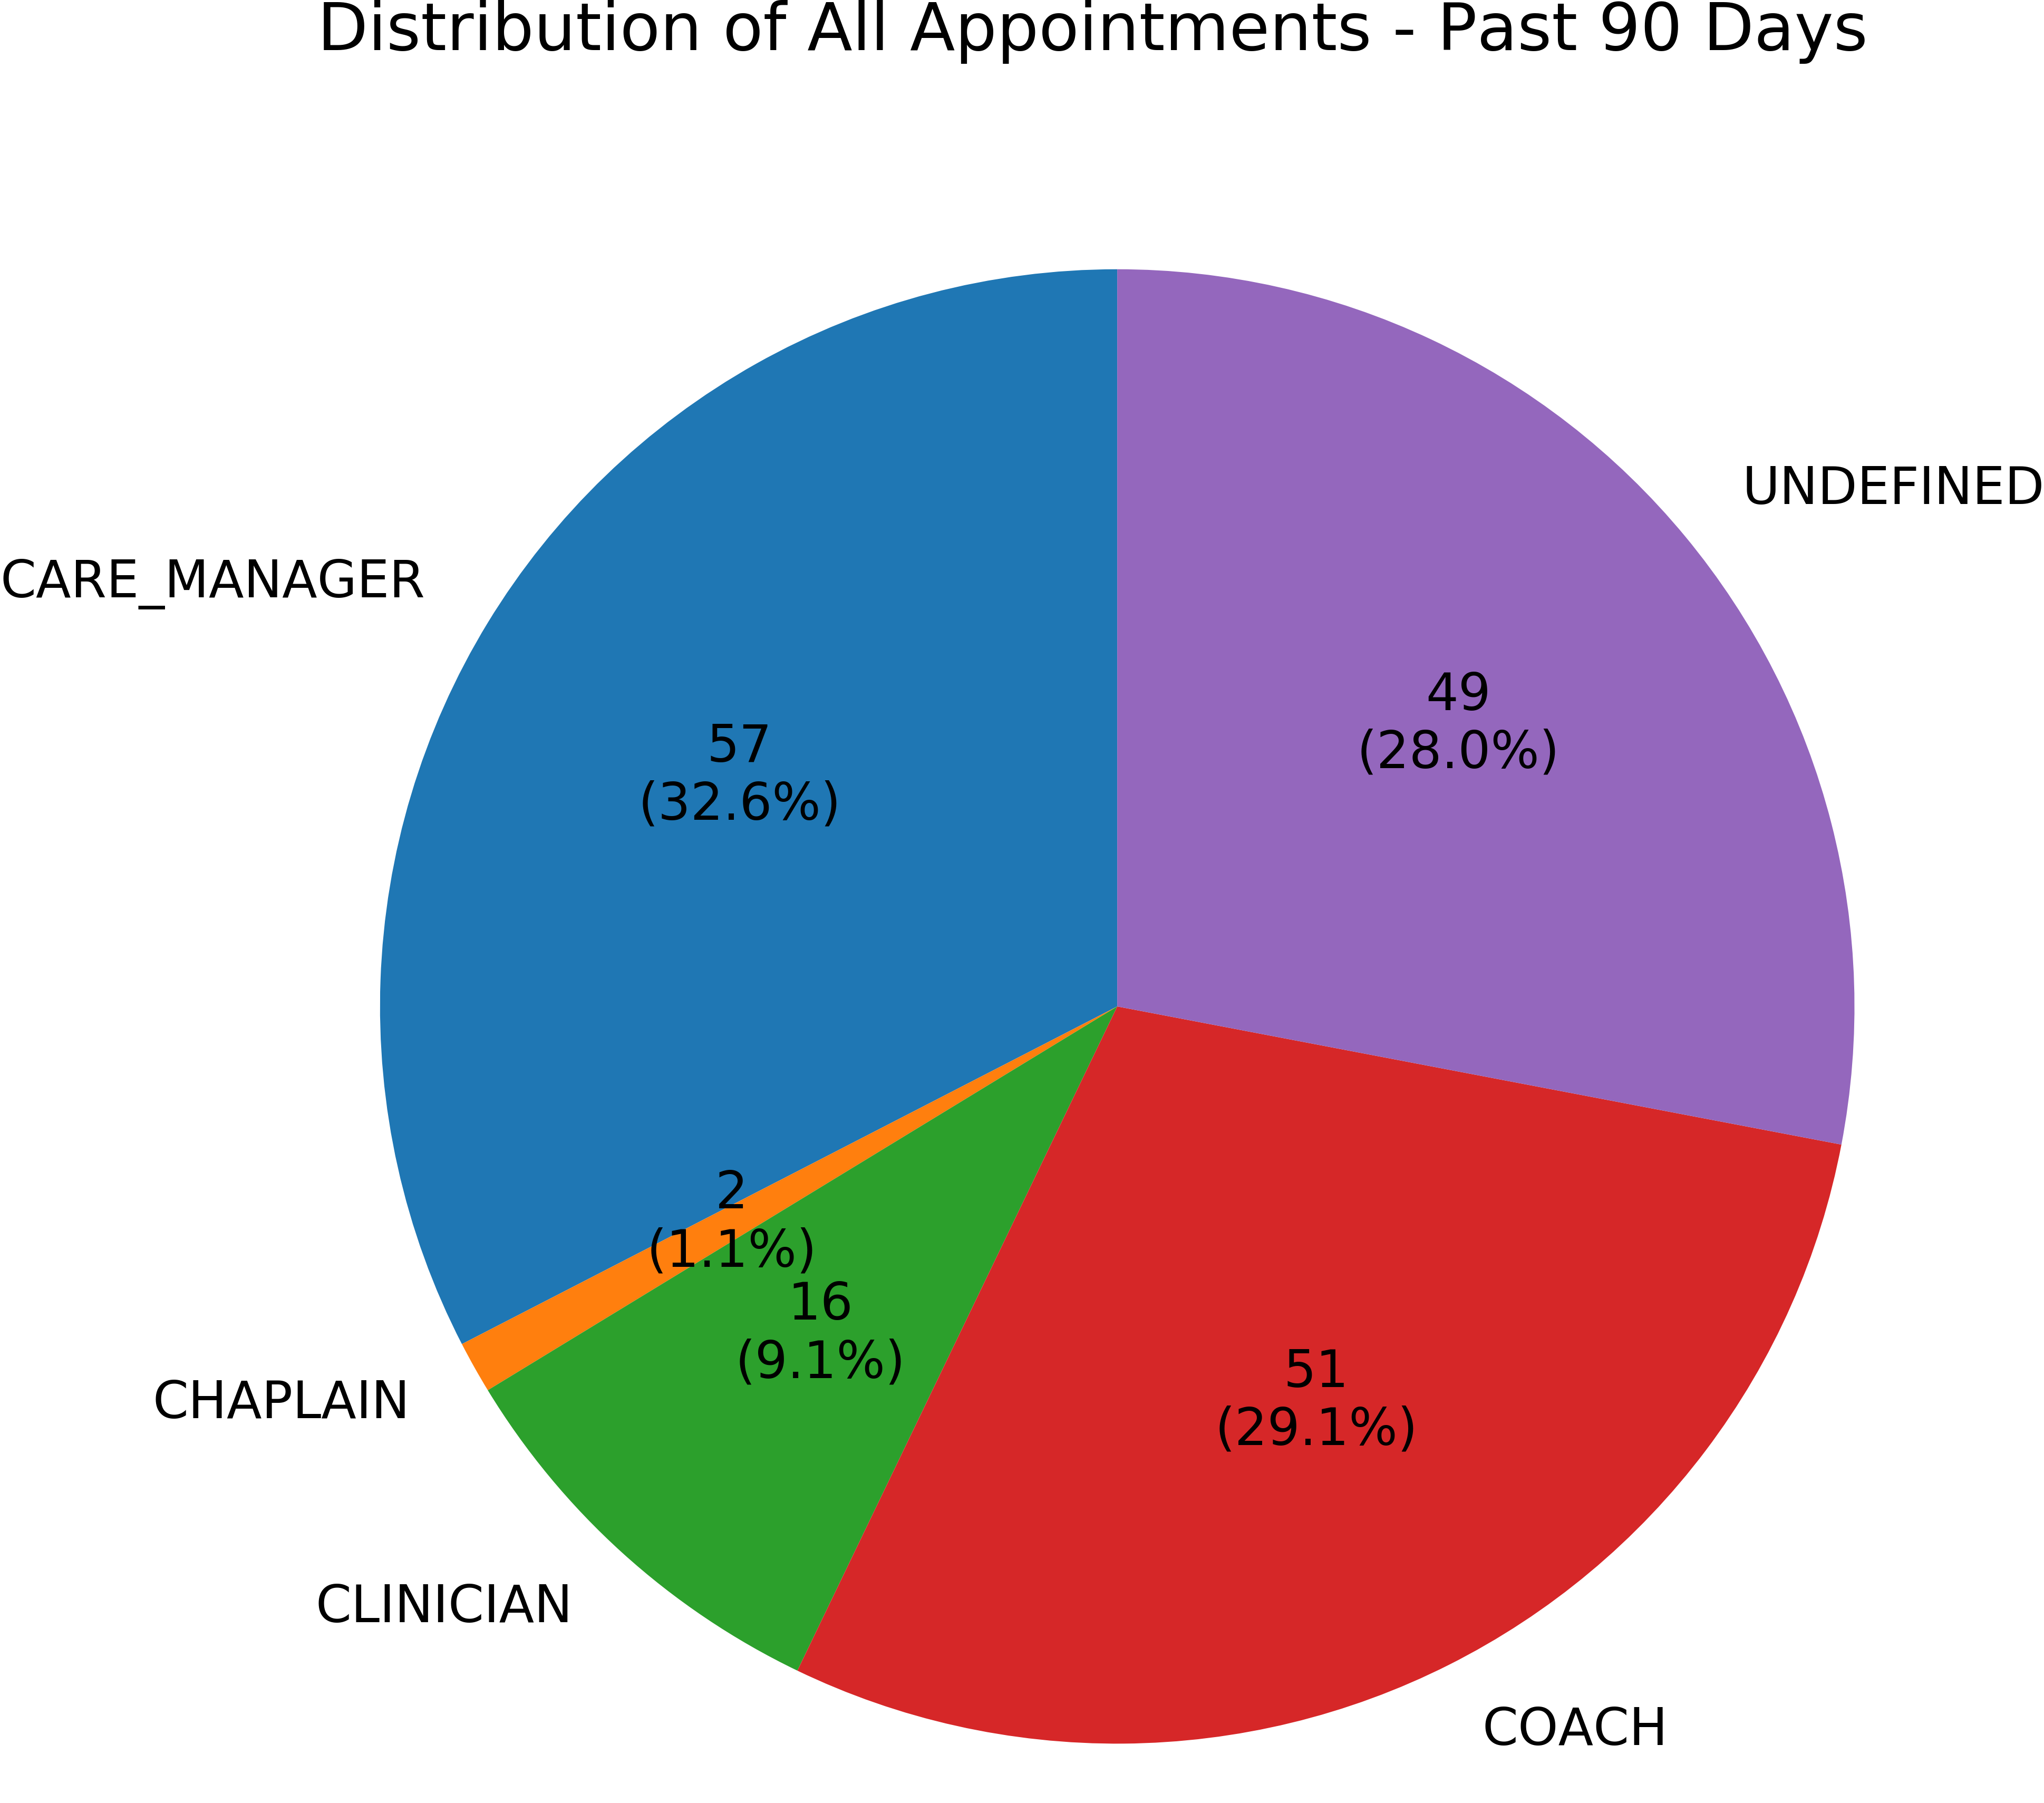 Distribution of All Appointments - Past 90 Days
UNDEFINED
CARE_MANAGER
49
(28.0%)
57
(32.6%)
2
(1.1%)
16
(9.1%)
51
(29.1%)
CHAPLAIN
CLINICIAN
COACH